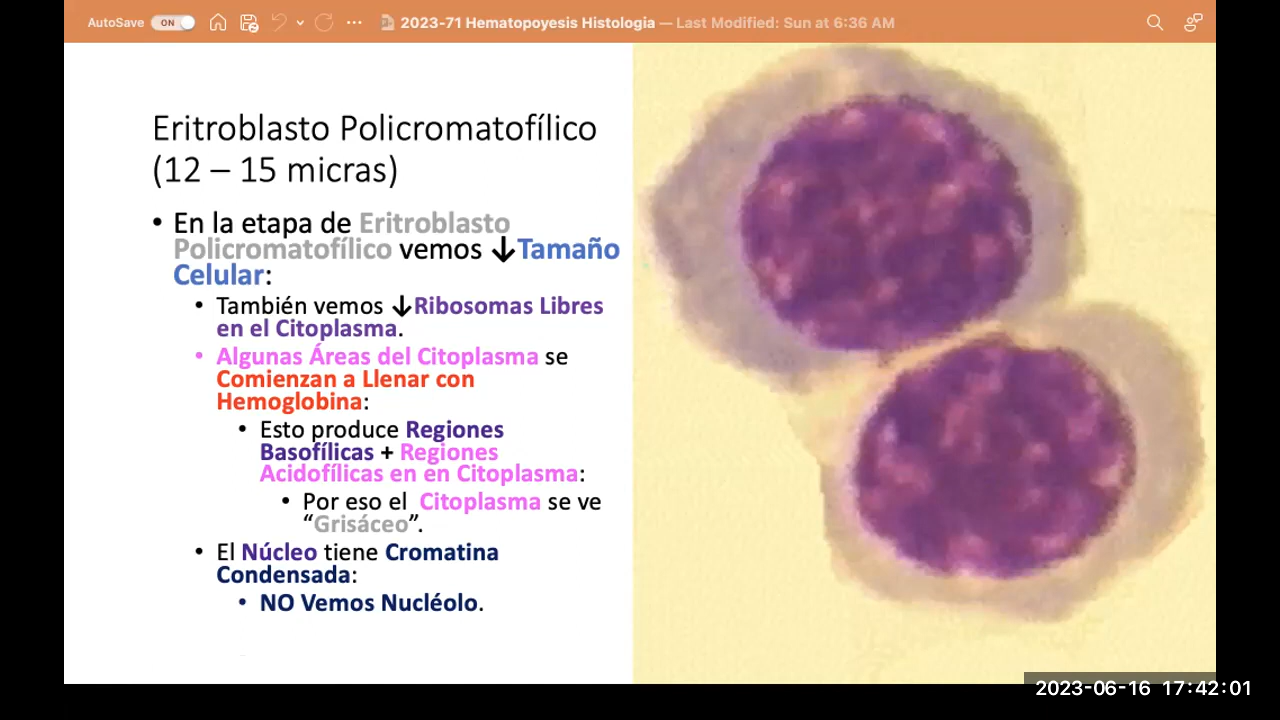 AutoSave ON 2023-71 Hematopoyesis Histologia — Last Modified: Sun at 6:36 AM
Eritroblasto Policromatofílico
(12 – 15 micras)
• En la etapa de Eritroblasto
Policromatofílico vemos ↓Tamaño
Celular:
• También vemos ↓Ribosomas Libres
en el Citoplasma.
• Algunas Áreas del Citoplasma se
Comienzan a Llenar con
Hemoglobina:
• Esto produce Regiones
Basofílicas + Regiones
Acidofílicas en en Citoplasma:
• Por eso el Citoplasma se ve
“Grisáceo”.
• El Núcleo tiene Cromatina
Condensada:
• NO Vemos Nucléolo.
2023-06-16 17:42:01